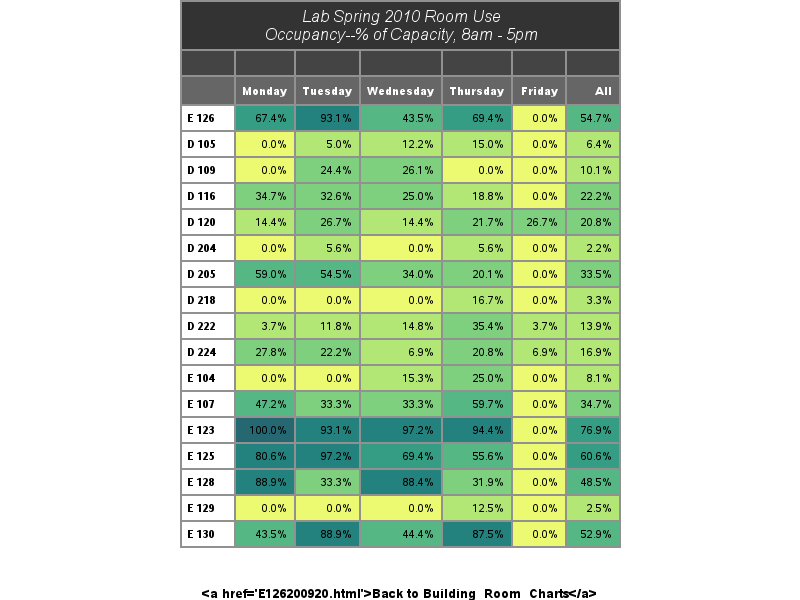 Lab Spring 2010 Room Use
Occupancy--% of Capacity, 8am - 5pm
Monday Tuesday Wednesday Thursday Friday All
E 126 67.4% 93.1% 43.5% 69.4% 0.0% 54.7%
D 105 0.0% 5.0% 12.2% 15.0% 0.0% 6.4%
D 109 0.0% 24.4% 26.1% 0.0% 0.0% 10.1%
D 116 34.7% 32.6% 25.0% 18.8% 0.0% 22.2%
D 120 14.4% 26.7% 14.4% 21.7% 26.7% 20.8%
D 204 0.0% 5.6% 0.0% 5.6% 0.0% 2.2%
D 205 59.0% 54.5% 34.0% 20.1% 0.0% 33.5%
D 218 0.0% 0.0% 0.0% 16.7% 0.0% 3.3%
D 222 3.7% 11.8% 14.8% 35.4% 3.7% 13.9%
D 224 27.8% 22.2% 6.9% 20.8% 6.9% 16.9%
E 104 0.0% 0.0% 15.3% 25.0% 0.0% 8.1%
E 107 47.2% 33.3% 33.3% 59.7% 0.0% 34.7%
E 123 100.0% 93.1% 97.2% 94.4% 0.0% 76.9%
E 125 80.6% 97.2% 69.4% 55.6% 0.0% 60.6%
E 128 88.9% 33.3% 88.4% 31.9% 0.0% 48.5%
E 129 0.0% 0.0% 0.0% 12.5% 0.0% 2.5%
E 130 43.5% 88.9% 44.4% 87.5% 0.0% 52.9%
<a href='E126200920.html'>Back to Building_Room_Charts</a>